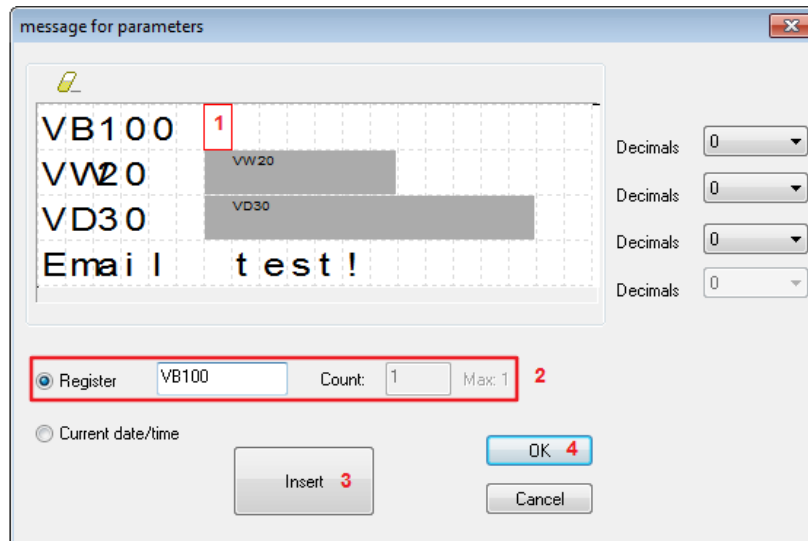 message for parameters
VB100 1
VW20 VW20
VD30 VD30
Email test!
Decimals 0
Decimals 0
Decimals 0
Decimals 0
Register VB100 Count: 1 Max: 1 2
Current date/time
Insert 3
OK 4
Cancel